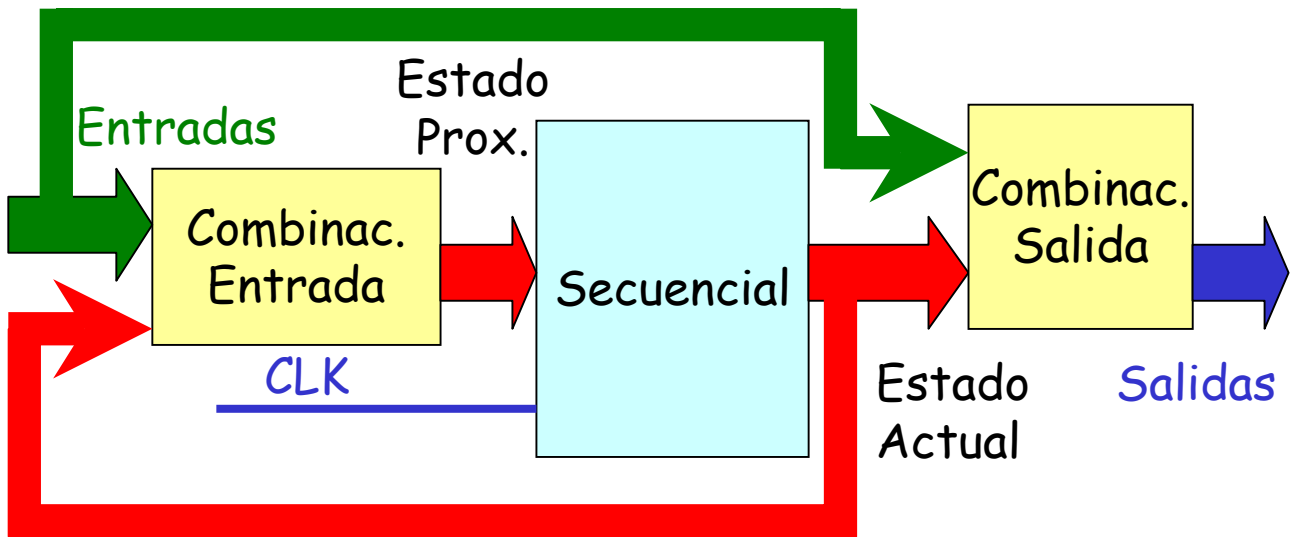 Estado
Prox.
Entradas
Combinac.
Entrada
Secuencial
Combinac.
Salida
CLK
Estado
Actual
Salidas